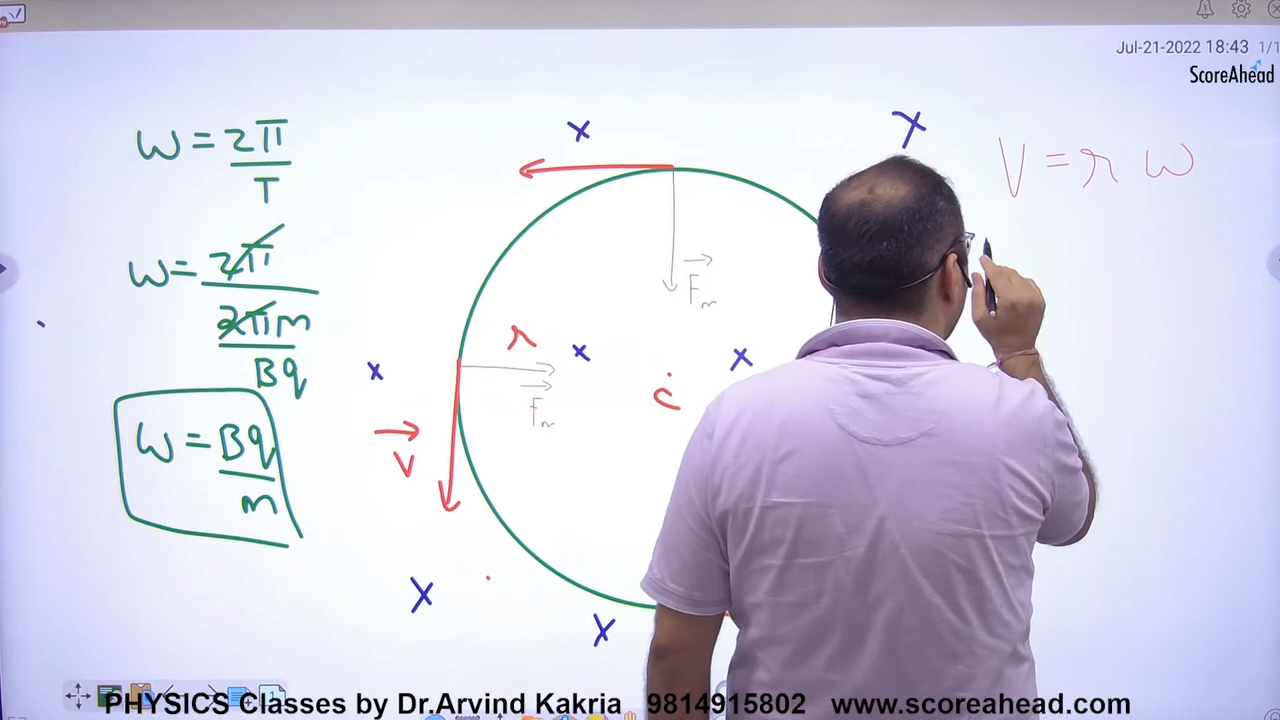 Jul-21-2022 18:43 1/1
ScoreAhead
ω = 2π
T
ω = 2π
2πm
Bq
ω = Bq
m
V = r ω
F m
r
F m
c
V
X X X X X X X
PHYSICS Classes by Dr.Arvind Kakria 9814915802 www.scoreahead.com